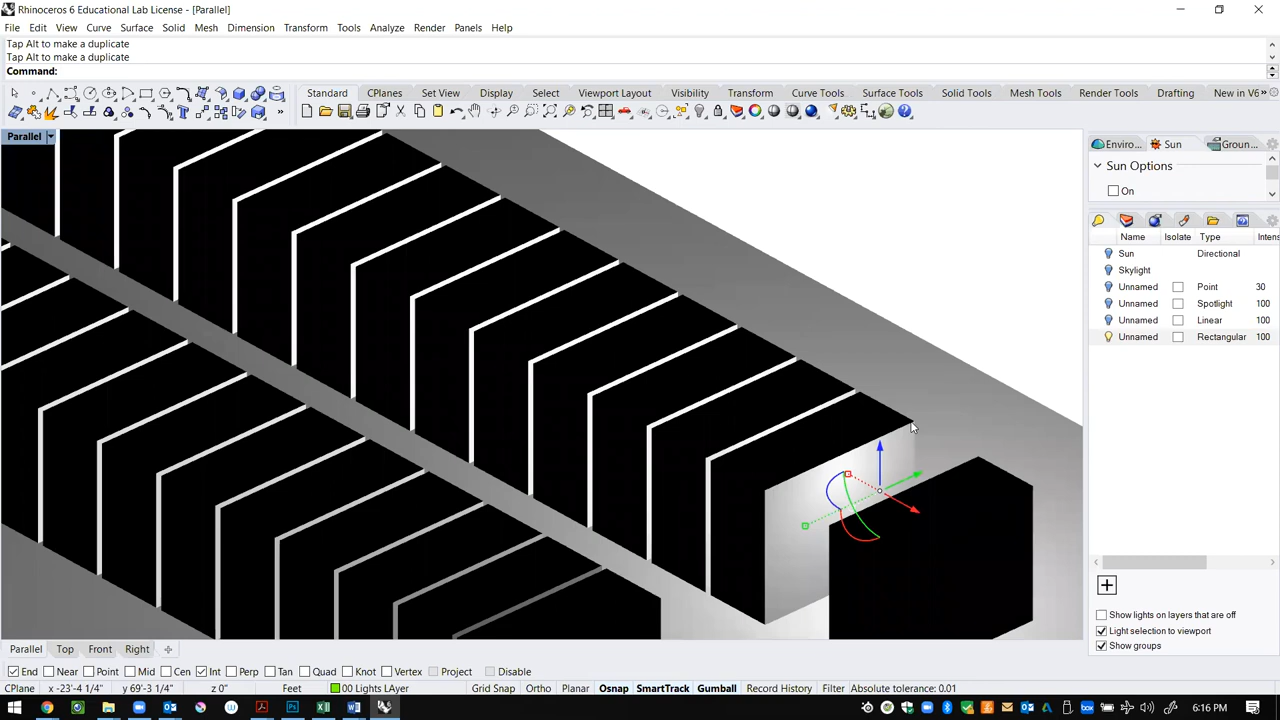 Rhinoceros 6 Educational Lab License - [Parallel]
File Edit View Curve Surface Solid Mesh Dimension Transform Tools Analyze Render Panels Help
Tap Alt to make a duplicate
Tap Alt to make a duplicate
Command:
Standard CPlanes Set View Display Select Viewport Layout Visibility Transform Curve Tools Surface Tools Solid Tools Mesh Tools Render Tools Drafting New in V6
Parallel
Enviro... Sun Groun...
Sun Options
On
Name Isolate Type Intens
Sun Directional
Skylight
Unnamed Point 30
Unnamed Spotlight 100
Unnamed Linear 100
Unnamed Rectangular 100
Show lights on layers that are off
Light selection to viewport
Show groups
Parallel Top Front Right
End Near Point Mid Cen Int Perp Tan Quad Knot Vertex Project Disable
CPlane x -23'-4 1/4" y 69'-3 1/4" z 0" Feet 00 Lights LAyer Grid Snap Ortho Planar Osnap SmartTrack Gumball Record History Filter Absolute tolerance: 0.01
6:16 PM